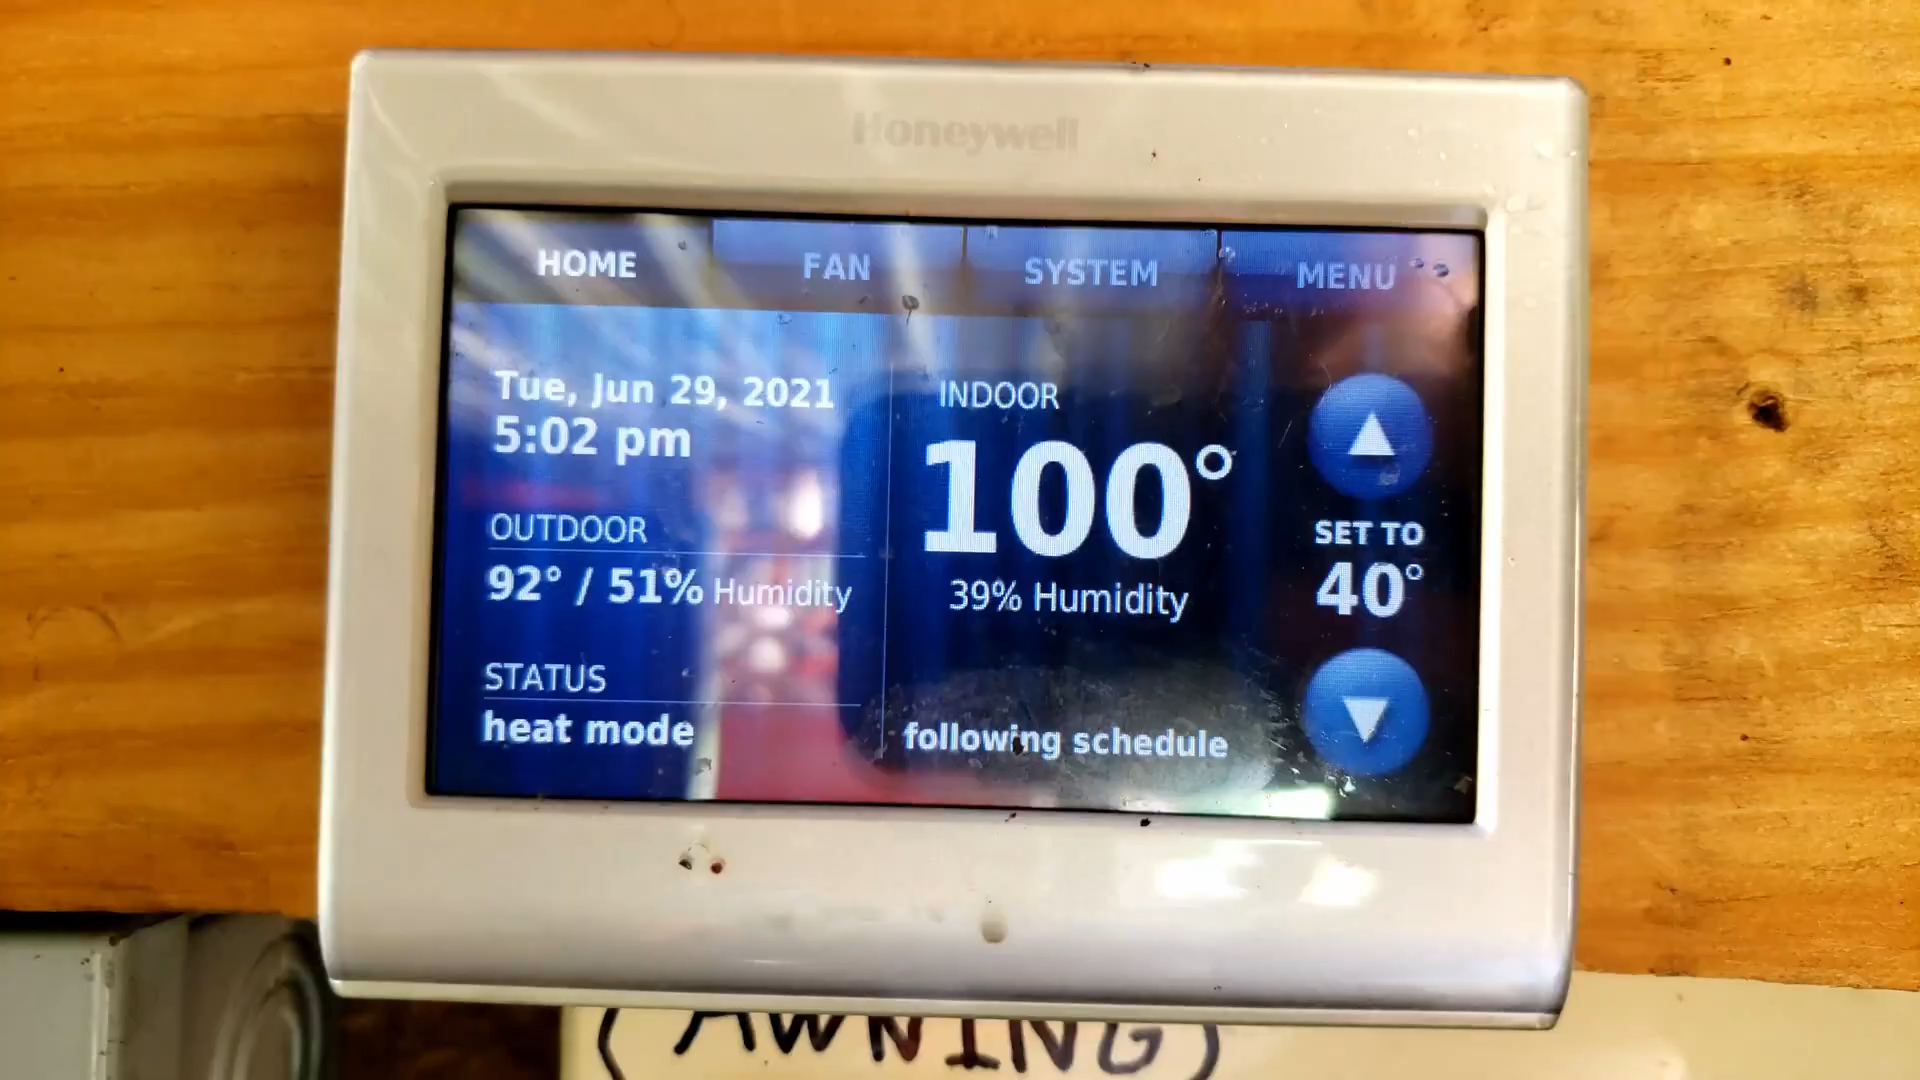 Honeywell
HOME
FAN
SYSTEM
MENU
Tue, Jun 29, 2021
5:02 pm
OUTDOOR
92° / 51% Humidity
STATUS
heat mode
INDOOR
100°
39% Humidity
following schedule
SET TO
40°
(AWNING)